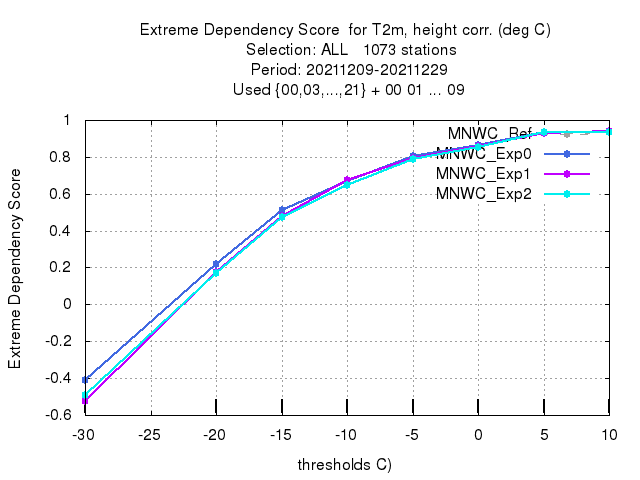 Extreme Dependency Score  for T2m, height corr. (deg C)
Selection: ALL   1073 stations
Period: 20211209-20211229
Used {00,03,...,21} + 00 01 ... 09
Extreme Dependency Score
1
0.8
0.6
0.4
0.2
0
-0.2
-0.4
-0.6
MNWC_Ref
MNWC_Exp0
MNWC_Exp1
MNWC_Exp2
-30 -25 -20 -15 -10 -5 0 5 10
thresholds C)